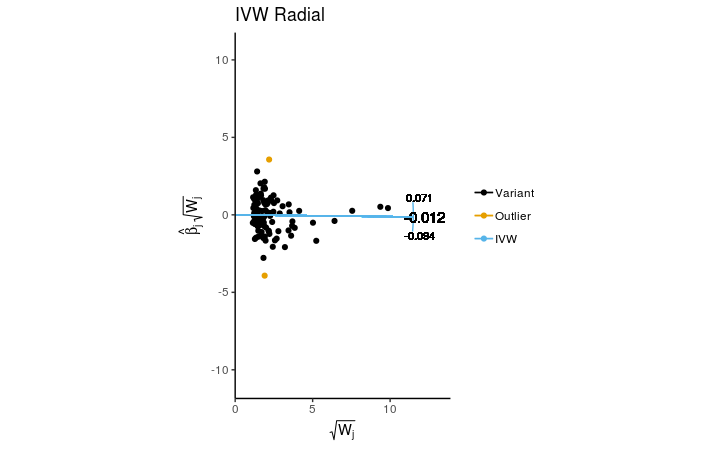 IVW Radial
10
5
0
-5
-10
β̂j√Wj
0.071
-0.012
-0.094
0
5
10
√Wj
Variant
Outlier
IVW